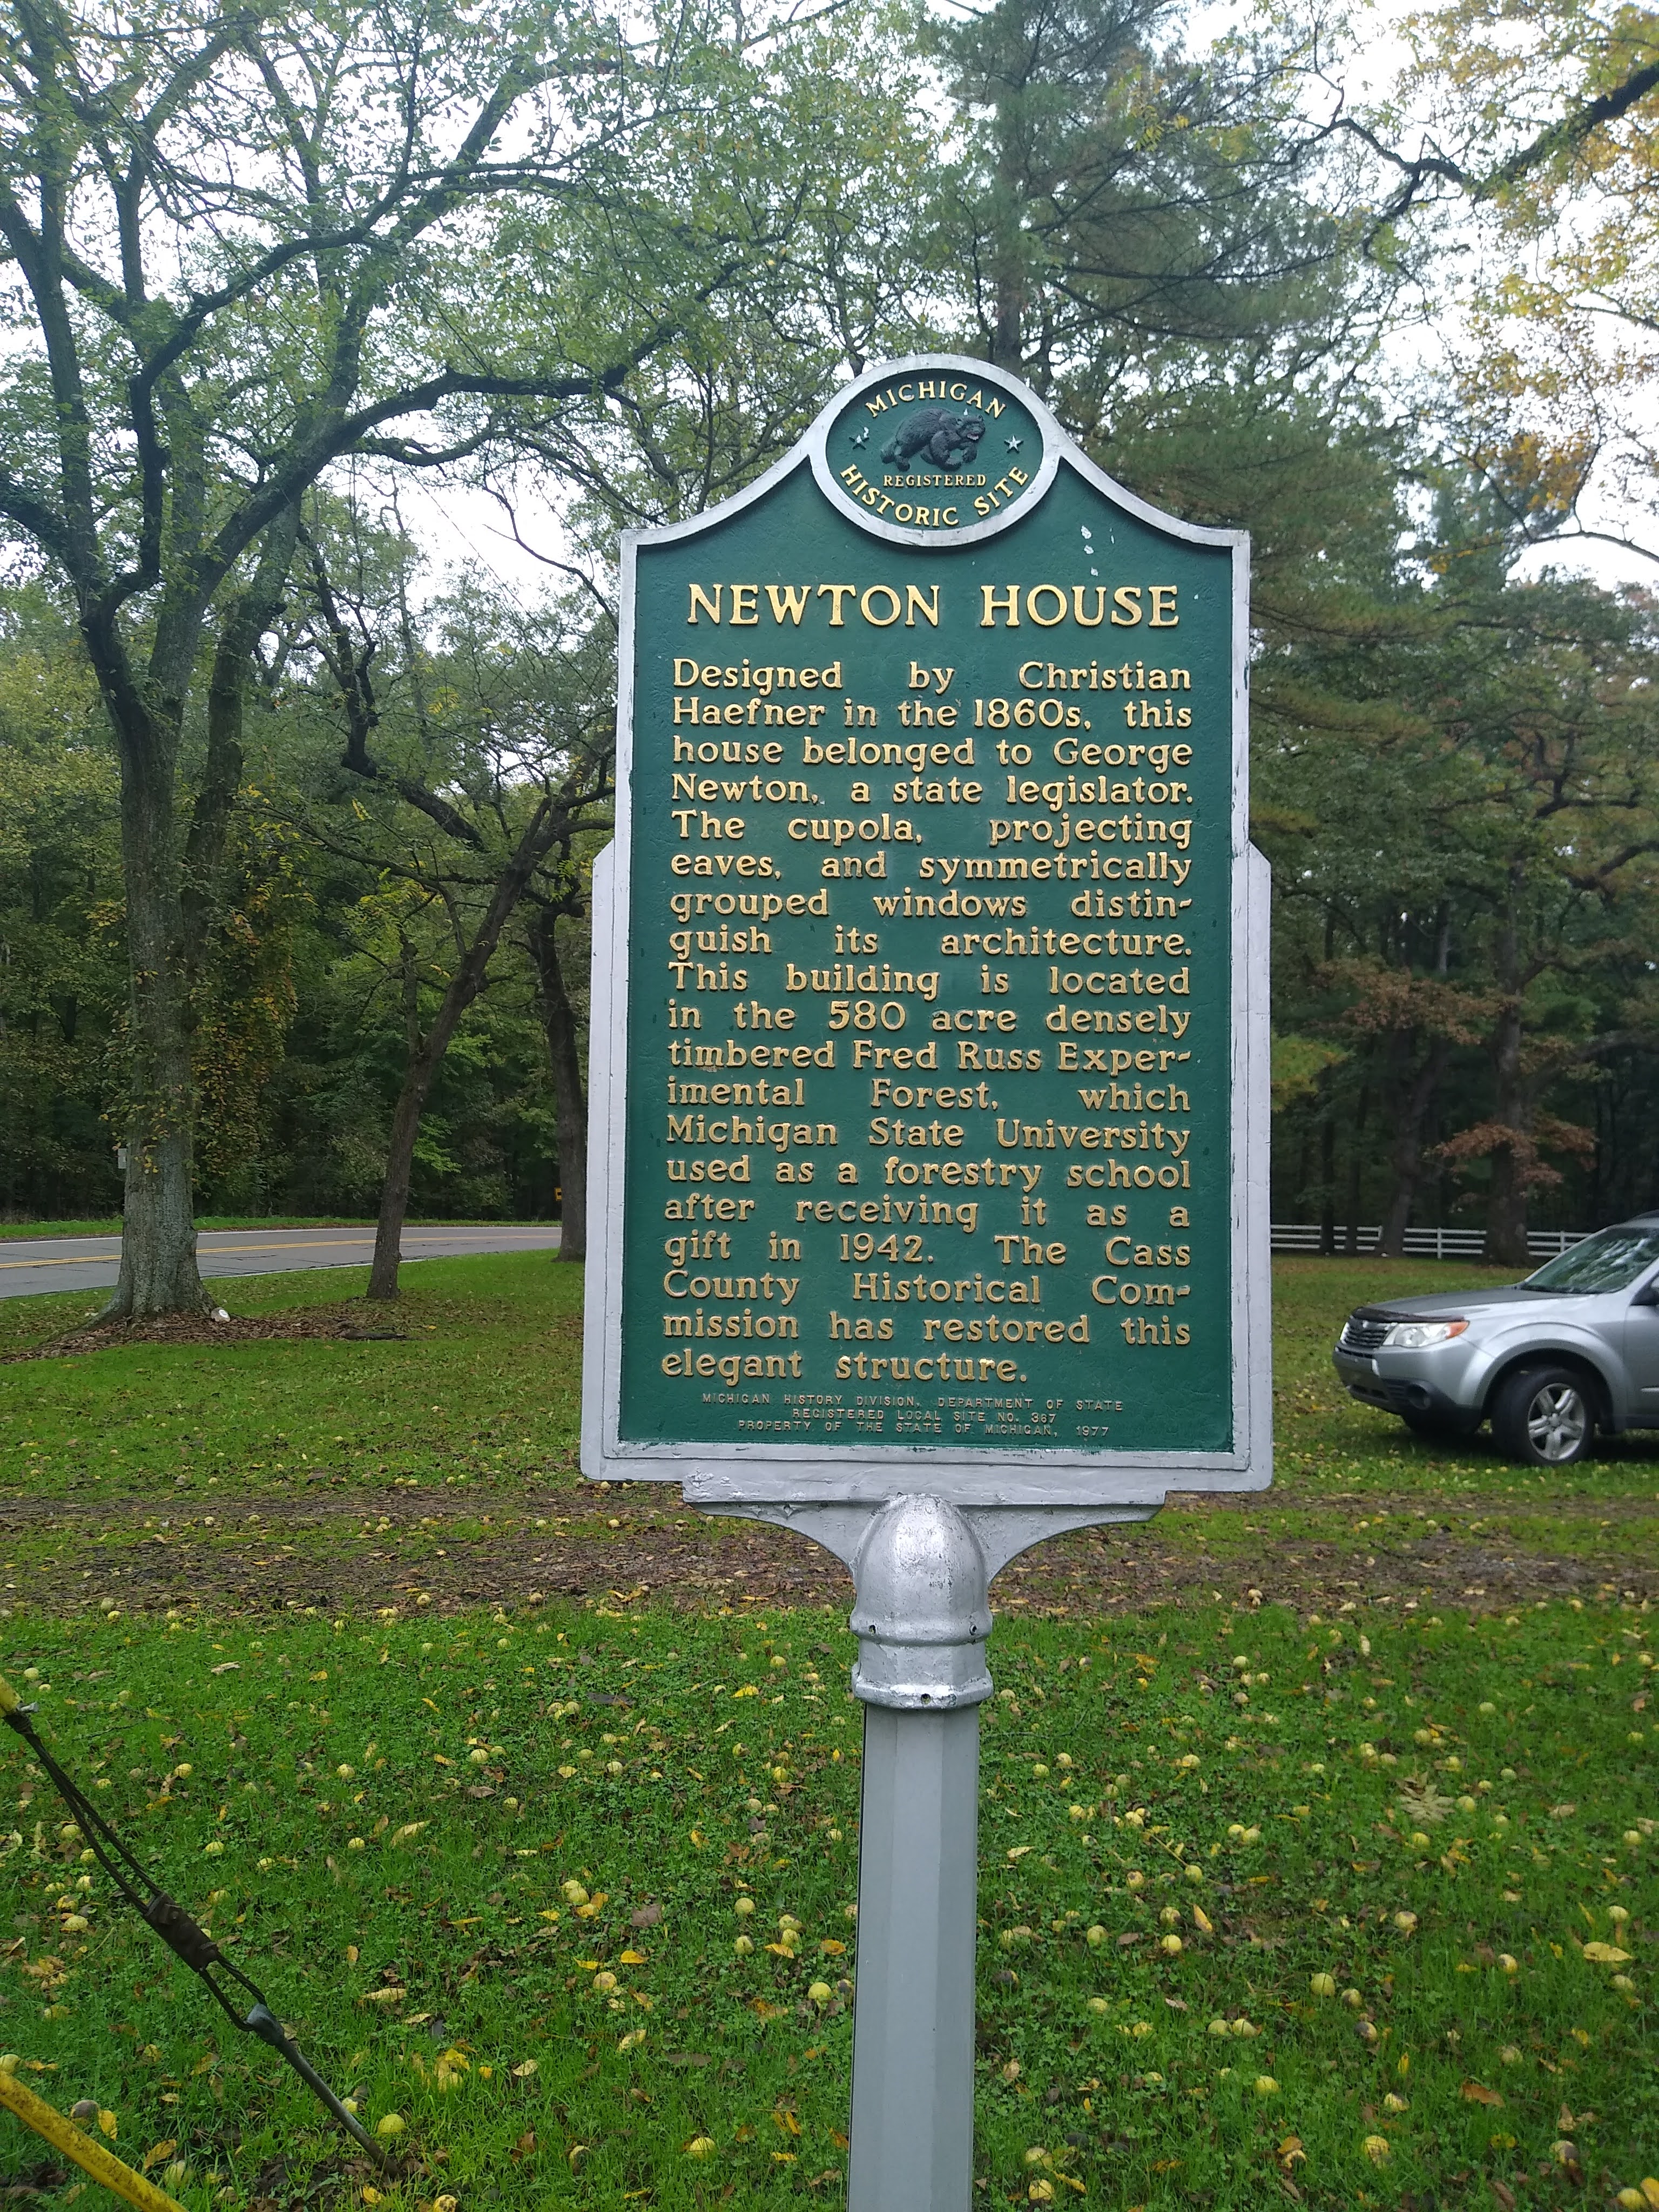 MICHIGAN
REGISTERED
HISTORIC SITE
NEWTON HOUSE
Designed by Christian
Haefner in the 1860s, this
house belonged to George
Newton, a state legislator.
The cupola, projecting
eaves, and symmetrically
grouped windows distin-
guish its architecture.
This building is located
in the 580 acre densely
timbered Fred Russ Exper-
imental Forest, which
Michigan State University
used as a forestry school
after receiving it as a
gift in 1942. The Cass
County Historical Com-
mission has restored this
elegant structure.
MICHIGAN HISTORY DIVISION, DEPARTMENT OF STATE
REGISTERED LOCAL SITE NO. 367
PROPERTY OF THE STATE OF MICHIGAN, 1977